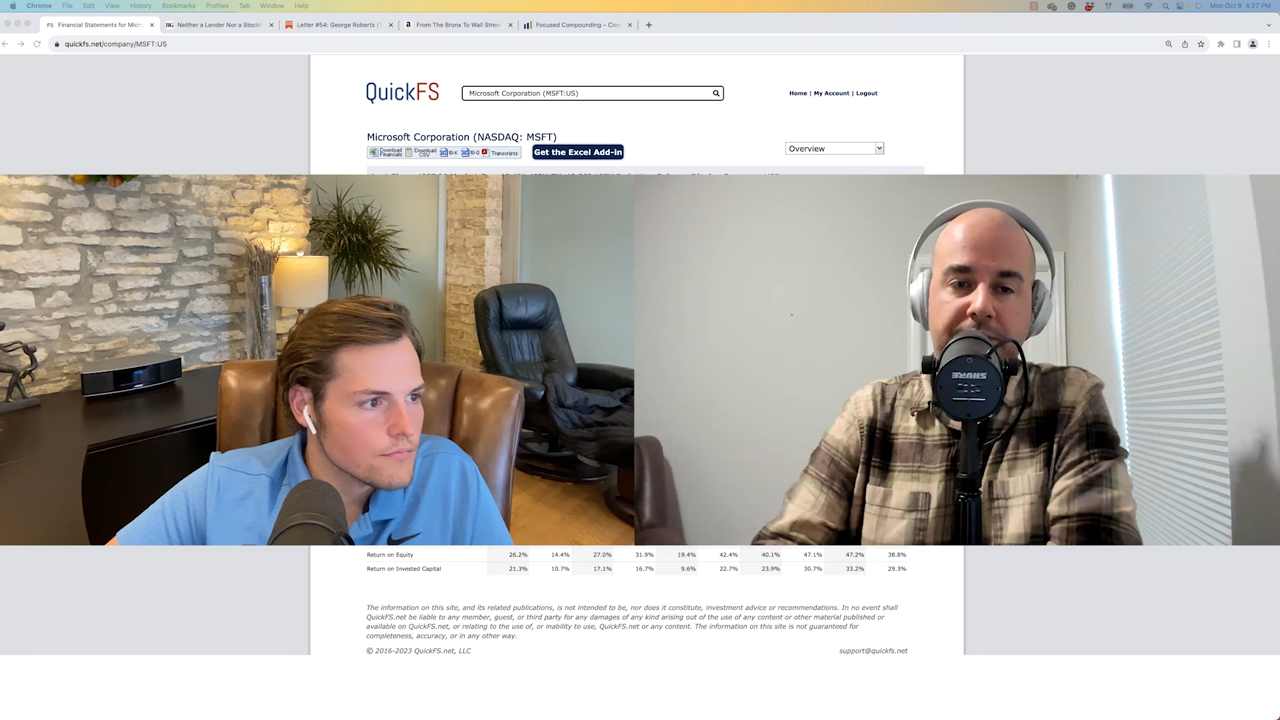 Chrome File Edit View History Bookmarks Profiles Tab Window Help Mon Oct 9 4:27 PM
Financial Statements for Micr Neither a Lender Nor a Stockh Letter #54: George Roberts ( From The Bronx To Wall Stree Focused Compounding – Com
quickfs.net/company/MSFT:US
QuickFS Microsoft Corporation (MSFT:US) Home | My Account | Logout
Microsoft Corporation (NASDAQ: MSFT)
Download Financials Download CSV 10-K 10-Q Transcripts Get the Excel Add-in Overview
SHURE
Return on Equity 26.2% 14.4% 27.0% 31.9% 19.4% 42.4% 40.1% 47.1% 47.2% 38.8%
Return on Invested Capital 21.3% 10.7% 17.1% 16.7% 9.6% 22.7% 23.9% 30.7% 33.2% 29.3%
The information on this site, and its related publications, is not intended to be, nor does it constitute, investment advice or recommendations. In no event shall
QuickFS.net be liable to any member, guest, or third party for any damages of any kind arising out of the use of any content or other material published or
available on QuickFS.net, or relating to the use of, or inability to use, QuickFS.net or any content. The information on this site is not guaranteed for
completeness, accuracy, or in any other way.
© 2016-2023 QuickFS.net, LLC support@quickfs.net